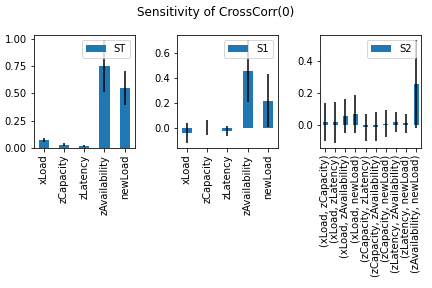 Sensitivity of CrossCorr(0)
ST
1.00
0.75
0.50
0.25
0.00
xLoad
zCapacity
zLatency
zAvailability
newLoad
S1
0.6
0.4
0.2
0.0
xLoad
zCapacity
zLatency
zAvailability
newLoad
S2
0.4
0.2
0.0
(xLoad, zCapacity)
(xLoad, zLatency)
(xLoad, zAvailability)
(xLoad, newLoad)
(zCapacity, zLatency)
(zCapacity, zAvailability)
(zCapacity, newLoad)
(zLatency, zAvailability)
(zLatency, newLoad)
(zAvailability, newLoad)